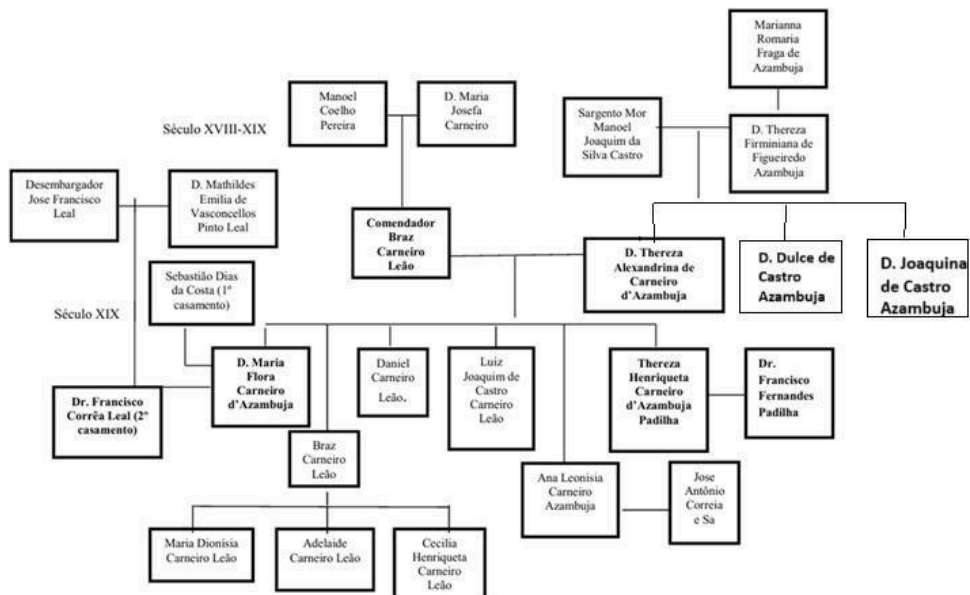 Marianna
Romaria
Fraga de
Azambuja
Manoel
Coelho
Pereira
D. Maria
Josefa
Carneiro
Século XVIII-XIX
Sargento Mor
Manoel
Joaquim da
Silva Castro
D. Thereza
Firminiana de
Figueiredo
Azambuja
Desembargador
Jose Francisco
Leal
D. Mathildes
Emilia de
Vasconcellos
Pinto Leal
Comendador
Braz
Carneiro
Leão
D. Thereza
Alexandrina de
Carneiro
d'Azambuja
D. Dulce de
Castro
Azambuja
D. Joaquina
de Castro
Azambuja
Sebastião Dias
da Costa (1º
casamento)
Século XIX
D. Maria
Flora
Carneiro
d'Azambuja
Daniel
Carneiro
Leão.
Luiz
Joaquim de
Castro
Carneiro
Leão
Thereza
Henriqueta
Carneiro
d'Azambuja
Padilha
Dr.
Francisco
Fernandes
Padilha
Dr. Francisco
Corrêa Leal (2º
casamento)
Braz
Carneiro
Leão
Ana Leonisia
Carneiro
Azambuja
Jose
Antônio
Correia
e Sa
Maria Dionísia
Carneiro Leão
Adelaide
Carneiro Leão
Cecilia
Henriqueta
Carneiro
Leão